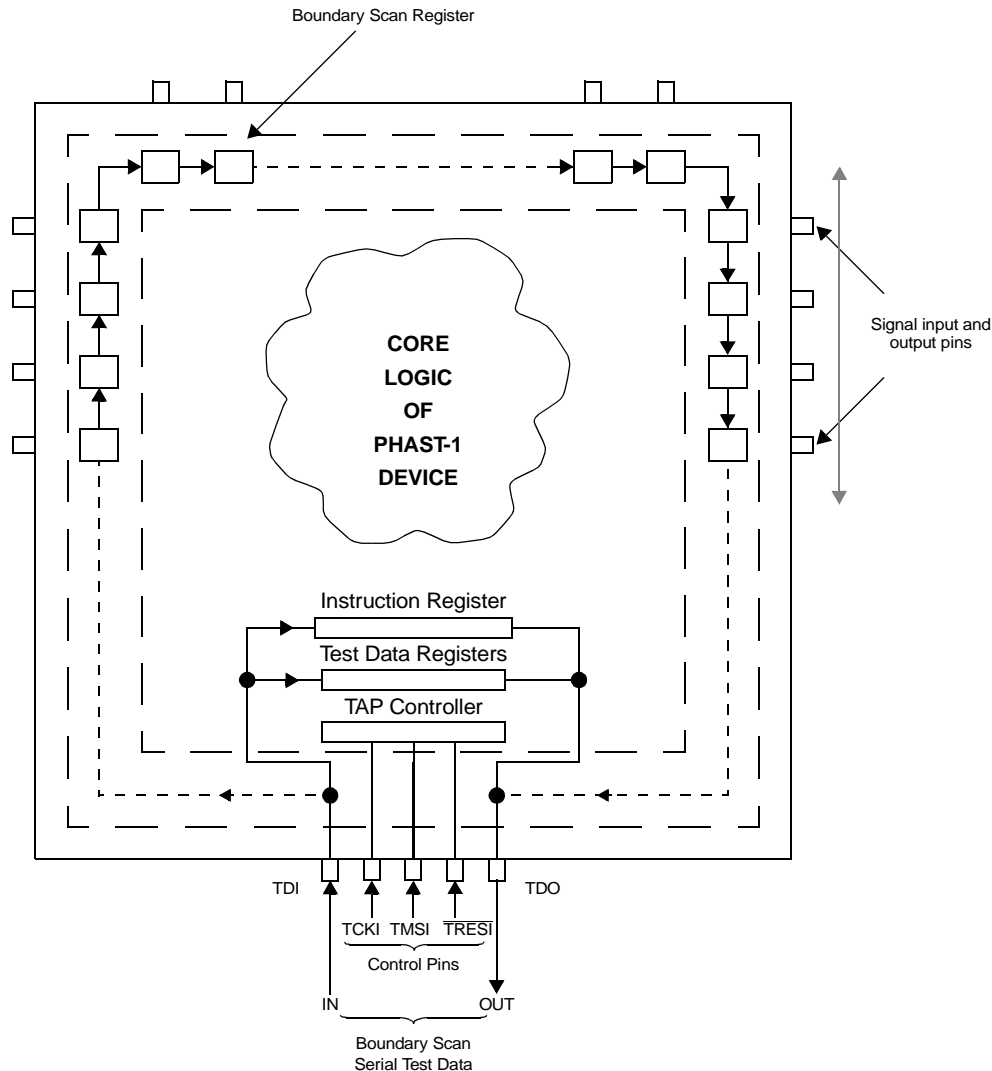 Boundary Scan Register
Signal input and
output pins
CORE
LOGIC
OF
PHAST-1
DEVICE
Instruction Register
Test Data Registers
TAP Controller
TDI
TDO
TCKI TMSI TRESI
Control Pins
IN
OUT
Boundary Scan
Serial Test Data